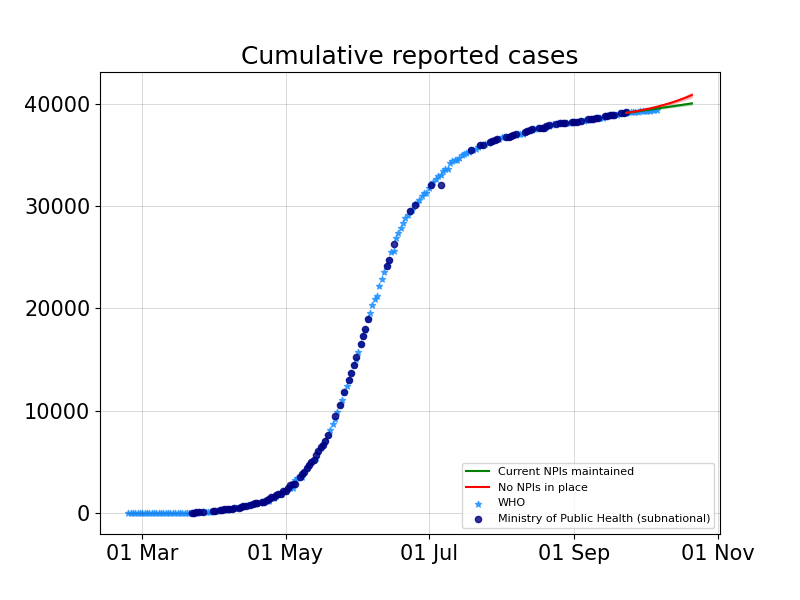 Cumulative reported cases
40000
30000
20000
10000
0
Current NPIs maintained
No NPIs in place
WHO
Ministry of Public Health (subnational)
01 Mar
01 May
01 Jul
01 Sep
01 Nov